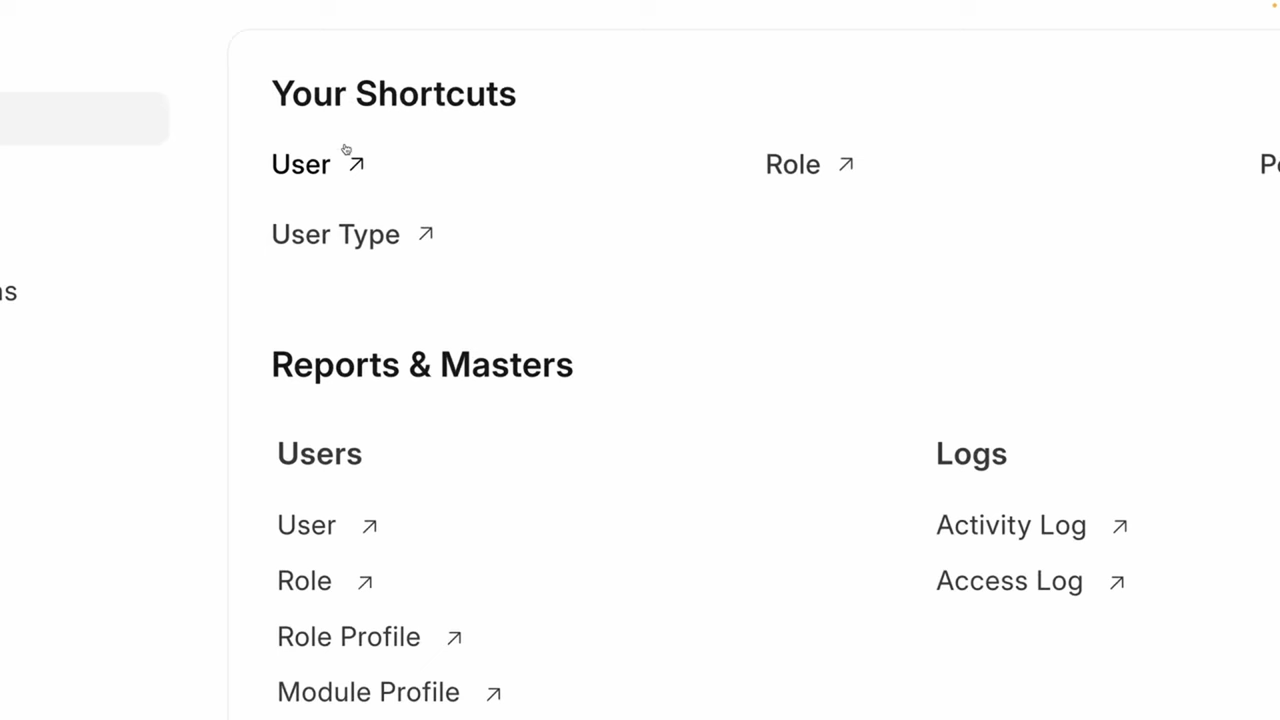 Your Shortcuts
User
Role
User Type
Reports & Masters
Users
Logs
User
Activity Log
Role
Access Log
Role Profile
Module Profile